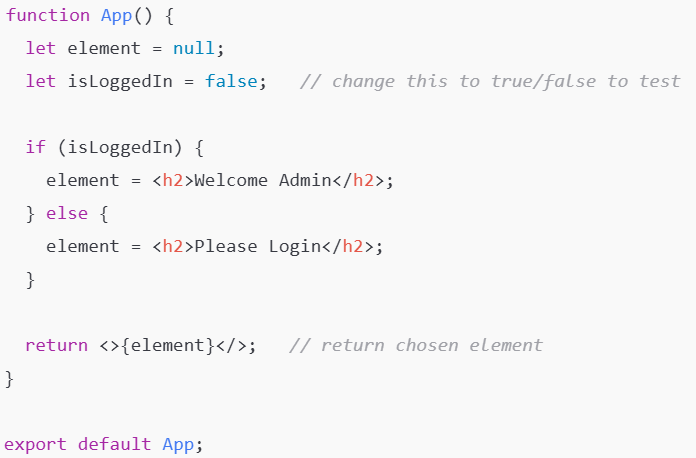 function App() {
  let element = null;
  let isLoggedIn = false;   // change this to true/false to test

  if (isLoggedIn) {
    element = <h2>Welcome Admin</h2>;
  } else {
    element = <h2>Please Login</h2>;
  }

  return <>{element}</>;   // return chosen element
}

export default App;